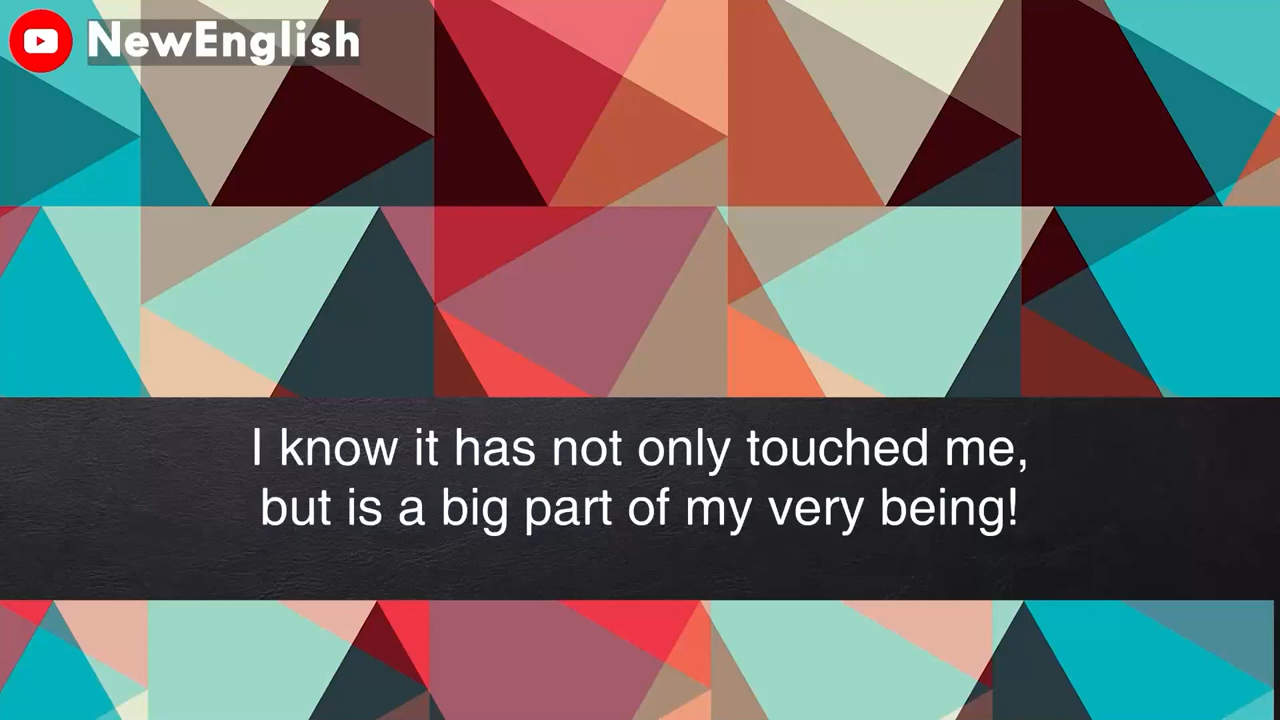 NewEnglish
I know it has not only touched me,
but is a big part of my very being!